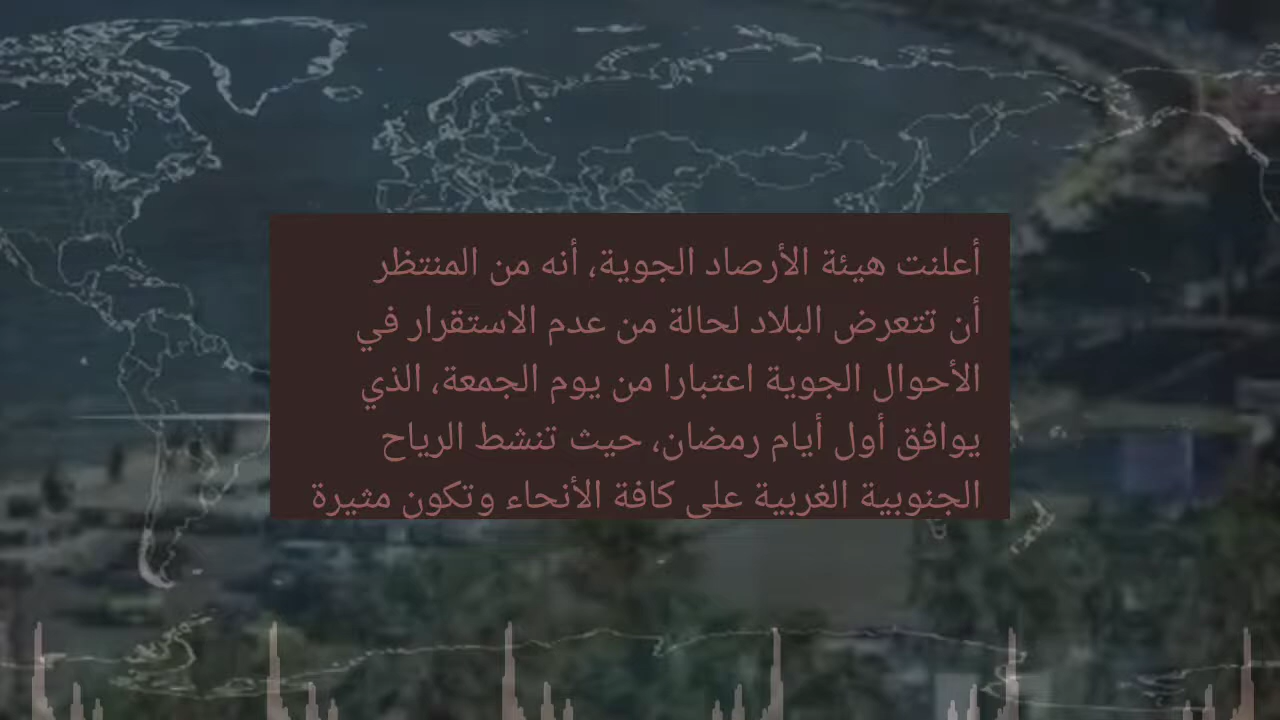 أعلنت هيئة الأرصاد الجوية، أنه من المنتظر
أن تتعرض البلاد لحالة من عدم الاستقرار في
الأحوال الجوية اعتبارا من يوم الجمعة، الذي
يوافق أول أيام رمضان، حيث تنشط الرياح
الجنوبية الغربية على كافة الأنحاء وتكون مثيرة